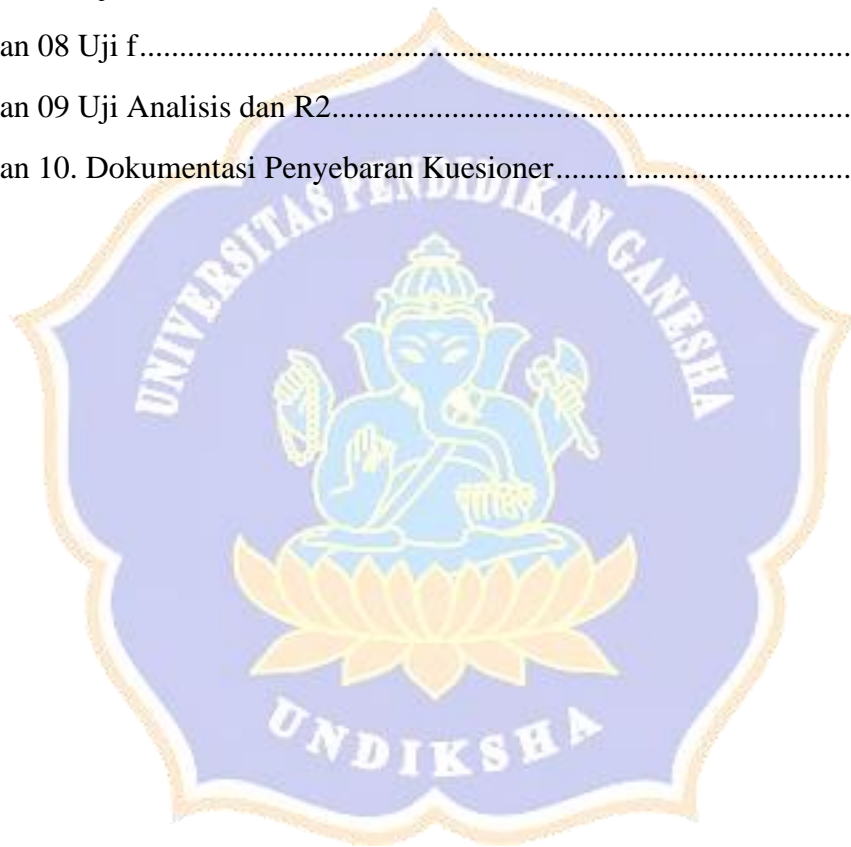 an 08 Uji f........................................................................................
an 09 Uji Analisis dan R2................................................................
an 10. Dokumentasi Penyebaran Kuesioner....................................
UNIVERSITAS PENDIDIKAN GANESHA
UNDIKSHA